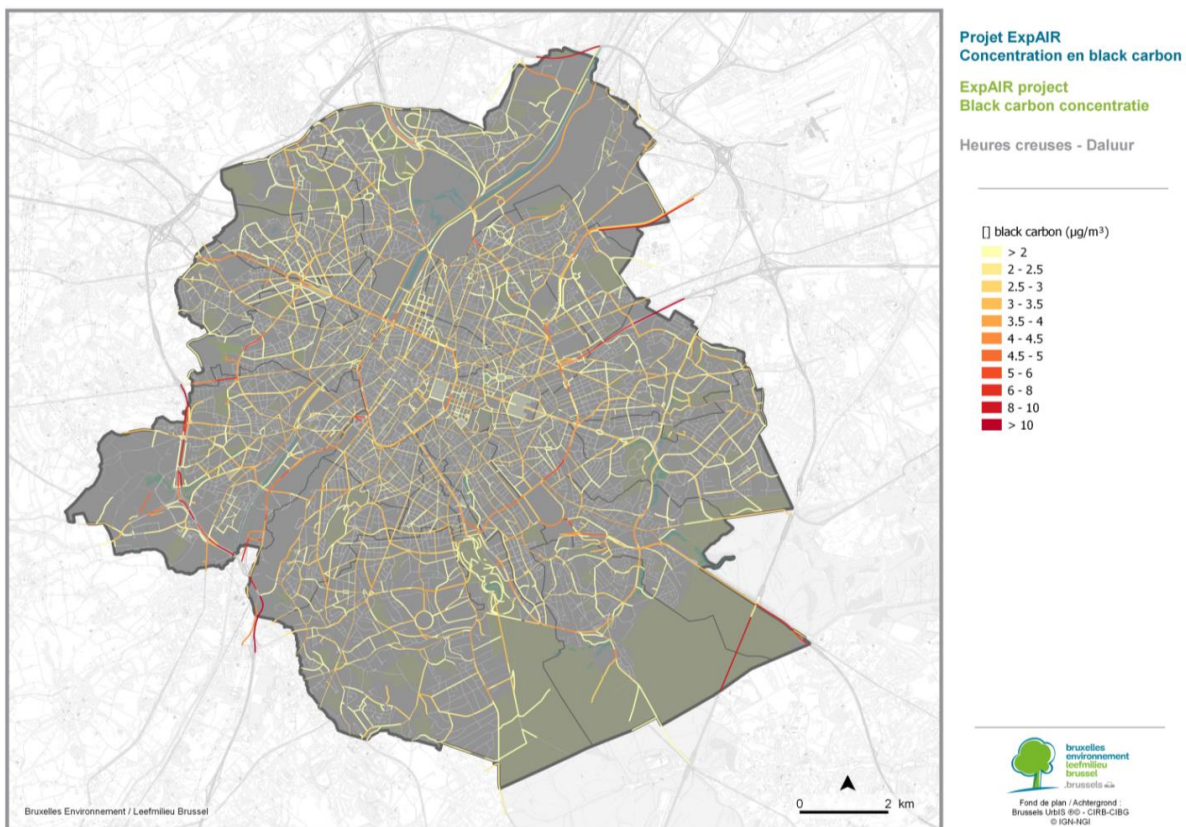 Projet ExpAIR
Concentration en black carbon
ExpAIR project
Black carbon concentratie
Heures creuses - Daluur
[] black carbon (µg/m³)
> 2
2 - 2.5
2.5 - 3
3 - 3.5
3.5 - 4
4 - 4.5
4.5 - 5
5 - 6
6 - 8
8 - 10
> 10
bruxelles
environnement
leefmilieu
brussel
.brussels
Fond de plan / Achtergrond :
Brussels UrbIS ®© - CIRB-CIBG
© IGN-NGI
Bruxelles Environnement / Leefmilieu Brussel
0 2 km